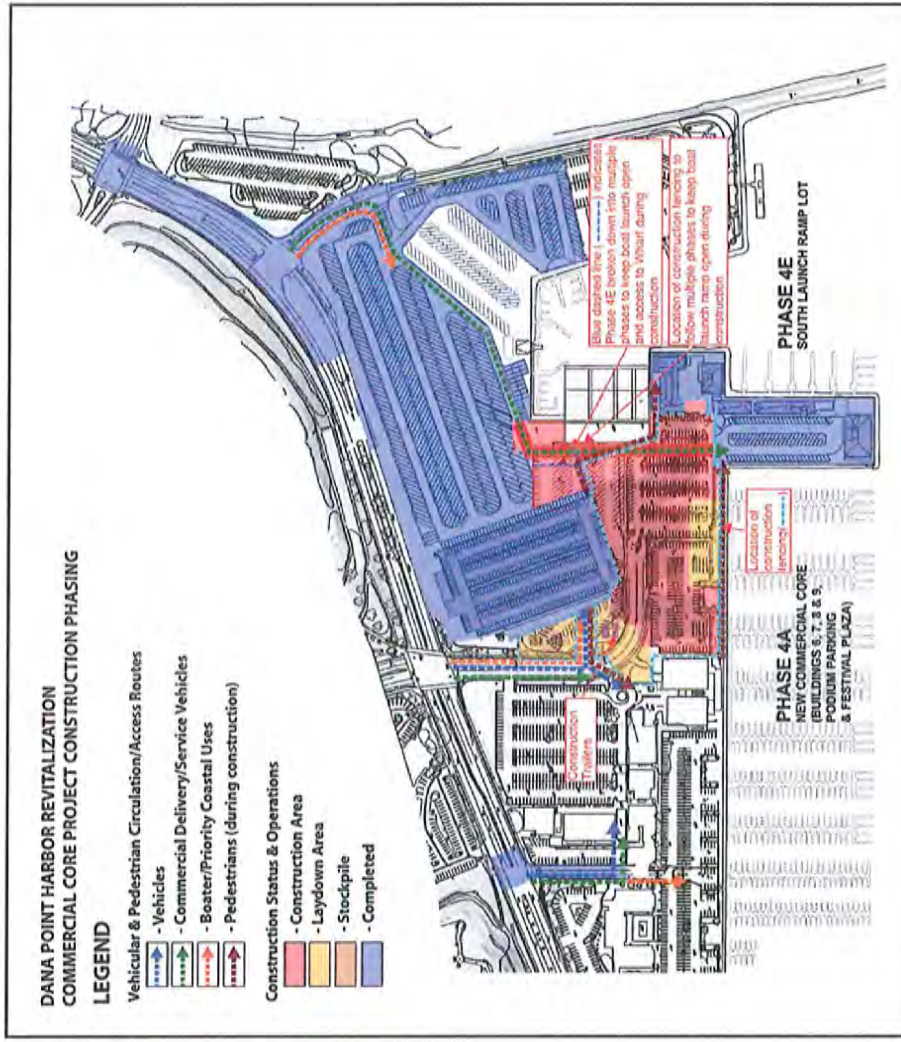 DANA POINT HARBOR REVITALIZATION
COMMERCIAL CORE PROJECT CONSTRUCTION PHASING
LEGEND
Vehicular & Pedestrian Circulation/Access Routes
- Vehicles
- Commercial Delivery/Service Vehicles
- Boater/Priority Coastal Uses
- Pedestrians (during construction)
Construction Status & Operations
- Construction Area
- Laydown Area
- Stockpile
- Completed
Construction
Trailers
Blue dashed line ( ----- ) indicates
Phase 4E broken down into multiple
phases to keep boat launch open
and access to Wharf during
construction
Location of construction fencing to
follow multiple phases to keep boat
launch ramp open during
construction
Location of
construction
fencing( ----- )
PHASE 4A
NEW COMMERCIAL CORE
(BUILDINGS 6, 7, 8 & 9,
PODIUM PARKING
& FESTIVAL PLAZA)
PHASE 4E
SOUTH LAUNCH RAMP LOT